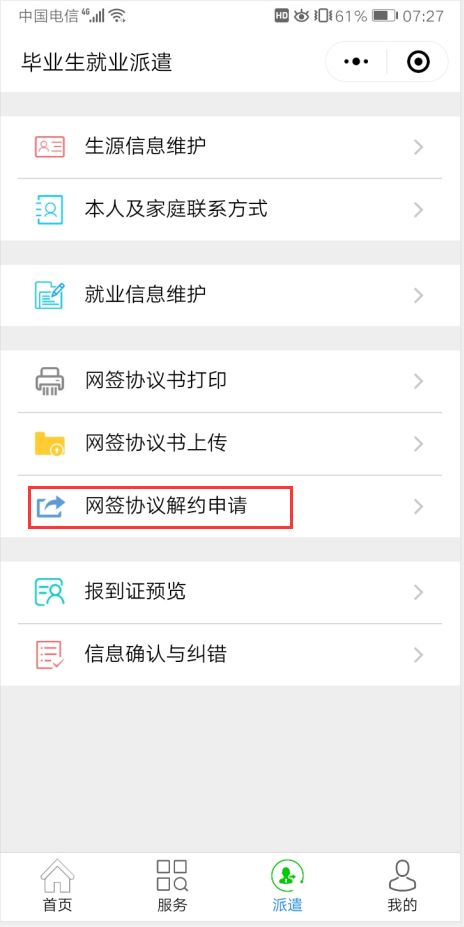 中国电信 4G HD 61% 07:27
毕业生就业派遣
生源信息维护
本人及家庭联系方式
就业信息维护
网签协议书打印
网签协议书上传
网签协议解约申请
报到证预览
信息确认与纠错
首页 服务 派遣 我的